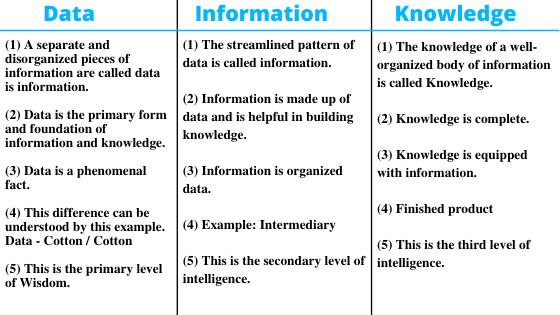 Data
(1) A separate and
disorganized pieces of
information are called data
is information.
(2) Data is the primary form
and foundation of
information and knowledge.
(3) Data is a phenomenal
fact.
(4) This difference can be
understood by this example.
Data - Cotton / Cotton
(5) This is the primary level
of Wisdom.
Information
(1) The streamlined pattern of
data is called information.
(2) Information is made up of
data and is helpful in building
knowledge.
(3) Information is organized
data.
(4) Example: Intermediary
(5) This is the secondary level of
intelligence.
Knowledge
(1) The knowledge of a well-
organized body of information
is called Knowledge.
(2) Knowledge is complete.
(3) Knowledge is equipped
with information.
(4) Finished product
(5) This is the third level of
intelligence.